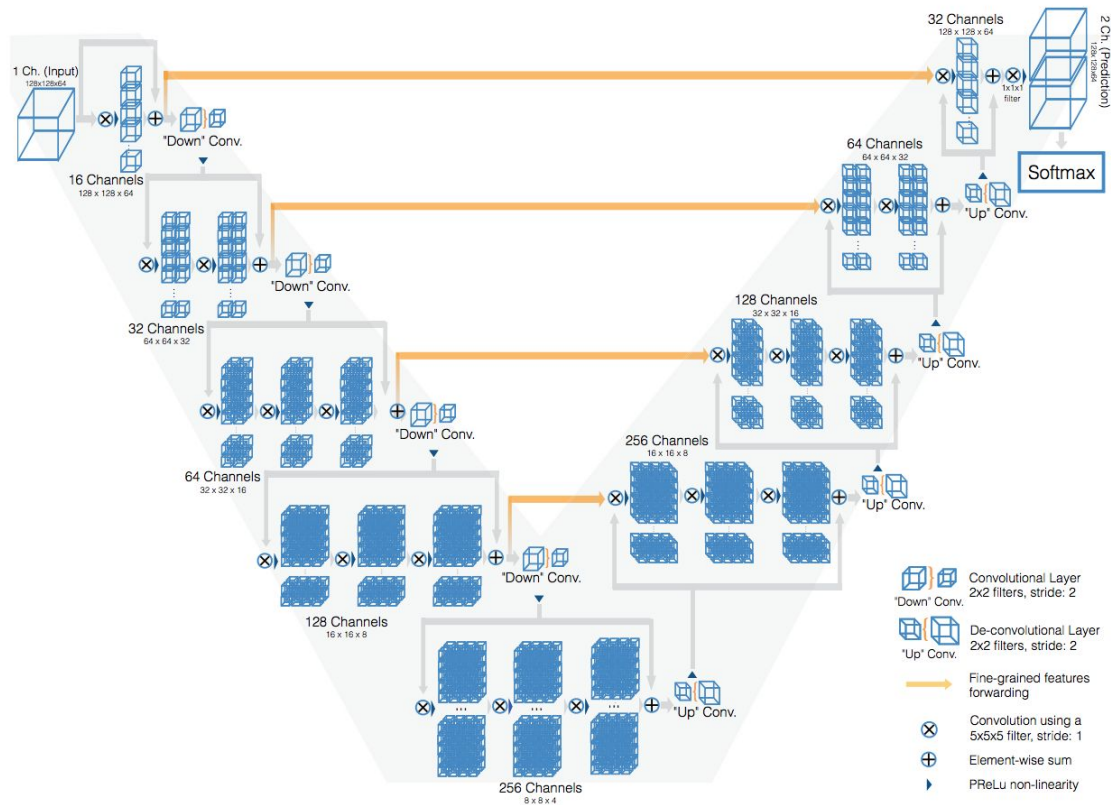 1 Ch. (Input)
128x128x64
"Down" Conv.
16 Channels
128 x 128 x 64
"Down" Conv.
32 Channels
64 x 64 x 32
"Down" Conv.
64 Channels
32 x 32 x 16
"Down" Conv.
128 Channels
16 x 16 x 8
256 Channels
8 x 8 x 4
"Up" Conv.
256 Channels
16 x 16 x 8
"Up" Conv.
128 Channels
32 x 32 x 16
"Up" Conv.
64 Channels
64 x 64 x 32
"Up" Conv.
32 Channels
128 x 128 x 64
1x1x1
filter
2 Ch. (Prediction)
128x128x64
Softmax
"Down" Conv.
Convolutional Layer
2x2 filters, stride: 2
"Up" Conv.
De-convolutional Layer
2x2 filters, stride: 2
Fine-grained features
forwarding
Convolution using a
5x5x5 filter, stride: 1
Element-wise sum
PReLu non-linearity